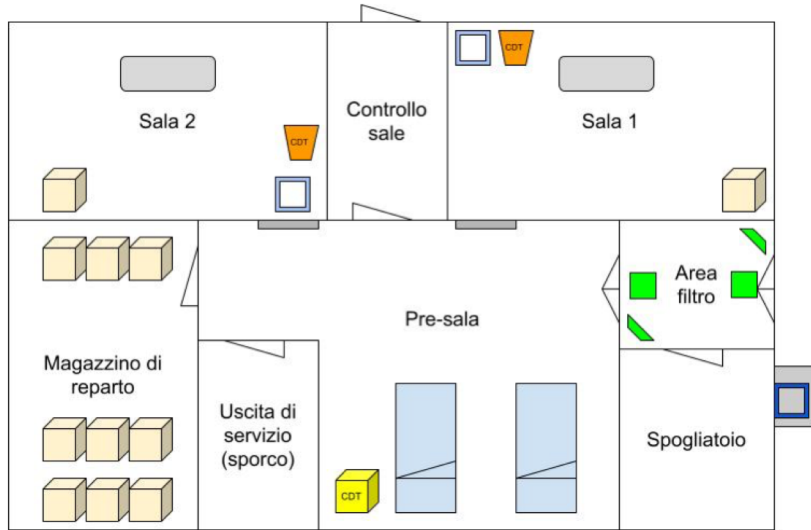 CDT
CDT
Sala 2
Controllo
sale
Sala 1
CDT
Area
filtro
Pre-sala
Magazzino di
reparto
Uscita di
servizio
(sporco)
Spogliatoio
CDT